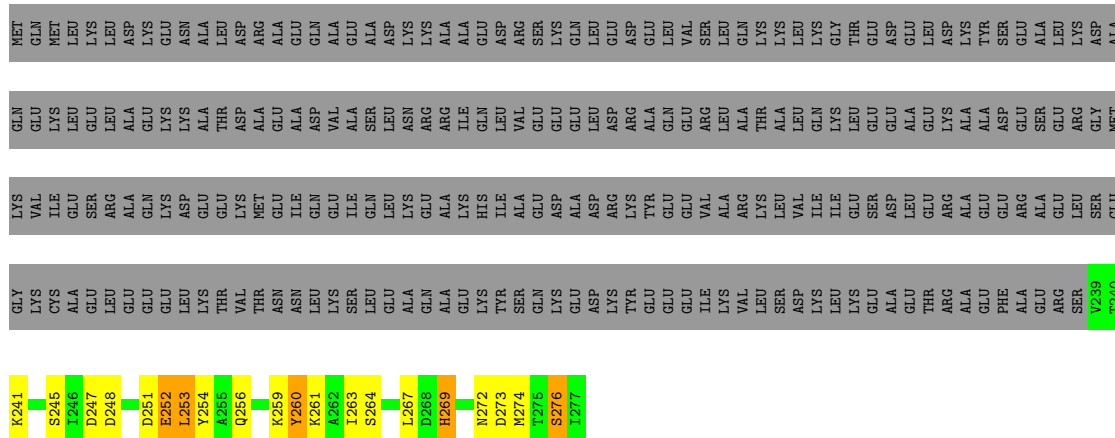 MET GLN MET LEU LYS LEU ASP LYS GLU ASN ALA LEU ASP ARG ALA GLU GLN ALA GLU ALA ASP LYS LYS ALA ALA GLU ASP ARG SER LYS GLN LEU GLU ASP GLU LEU VAL SER LEU GLN LYS LYS LEU LYS GLY THR GLU ASP GLU LEU ASP LYS TYR SER GLU ALA LEU LYS ASP ALA
GLN GLU LYS LEU GLU LEU ALA GLU LYS LYS ALA THR ASP ALA GLU ALA ASP VAL ALA SER LEU ASN ARG ARG ILE GLN LEU VAL GLU GLU GLU LEU ASP ARG ALA GLN GLU ARG LEU ALA THR ALA LEU GLN LYS LEU GLU GLU ALA GLU LYS ALA ALA ASP GLU SER GLU ARG GLY MET
LYS VAL ILE GLU SER ARG ALA GLN LYS ASP GLU GLU LYS MET GLU ILE GLN GLU ILE GLN LEU LYS GLU ALA LYS HIS ILE ALA GLU ASP ALA ASP ARG LYS TYR GLU GLU VAL ALA ARG LYS LEU VAL ILE ILE GLU SER ASP LEU GLU ARG ALA GLU GLU ARG ALA GLU LEU SER GLU
GLY LYS CYS ALA GLU LEU GLU GLU GLU LEU LYS THR VAL THR ASN ASN LEU LYS SER LEU GLU ALA GLN ALA GLU LYS TYR SER GLN LYS GLU ASP LYS TYR GLU GLU GLU ILE LYS VAL LEU SER ASP LYS LEU LYS GLU ALA GLU THR ARG ALA GLU PHE ALA GLU ARG SER V239 T240
K241 S245 I246 D247 D248 D251 E252 L253 Y254 A255 Q256 K259 Y260 K261 A262 I263 S264 L267 D268 H269 N272 D273 M274 T275 S276 I277